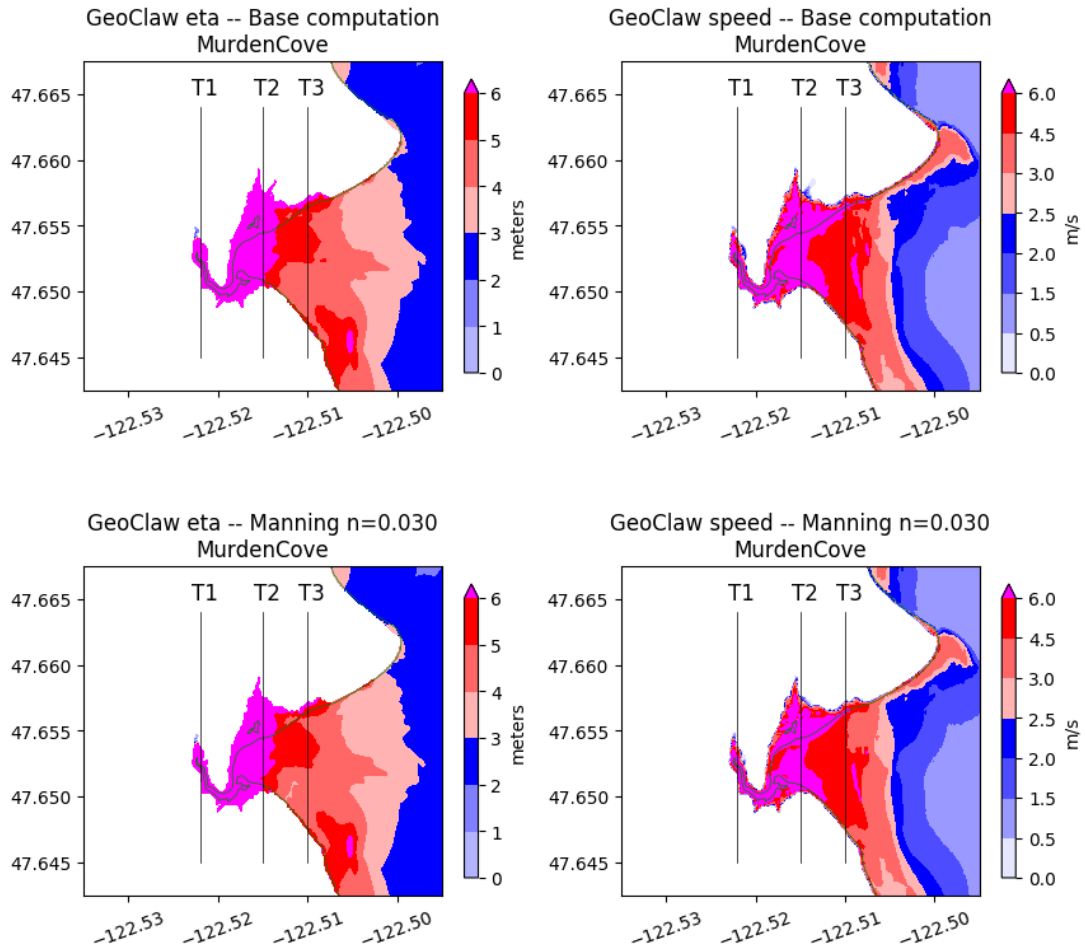 GeoClaw eta -- Base computation
MurdenCove
T1 T2 T3
47.665
47.660
47.655
47.650
47.645
−122.53 −122.52 −122.51 −122.50
6
5
4
3
2
1
0
meters
GeoClaw speed -- Base computation
MurdenCove
T1 T2 T3
47.665
47.660
47.655
47.650
47.645
−122.53 −122.52 −122.51 −122.50
6.0
4.5
3.0
2.5
2.0
1.5
0.5
0.0
m/s
GeoClaw eta -- Manning n=0.030
MurdenCove
T1 T2 T3
47.665
47.660
47.655
47.650
47.645
−122.53 −122.52 −122.51 −122.50
6
5
4
3
2
1
0
meters
GeoClaw speed -- Manning n=0.030
MurdenCove
T1 T2 T3
47.665
47.660
47.655
47.650
47.645
−122.53 −122.52 −122.51 −122.50
6.0
4.5
3.0
2.5
2.0
1.5
0.5
0.0
m/s